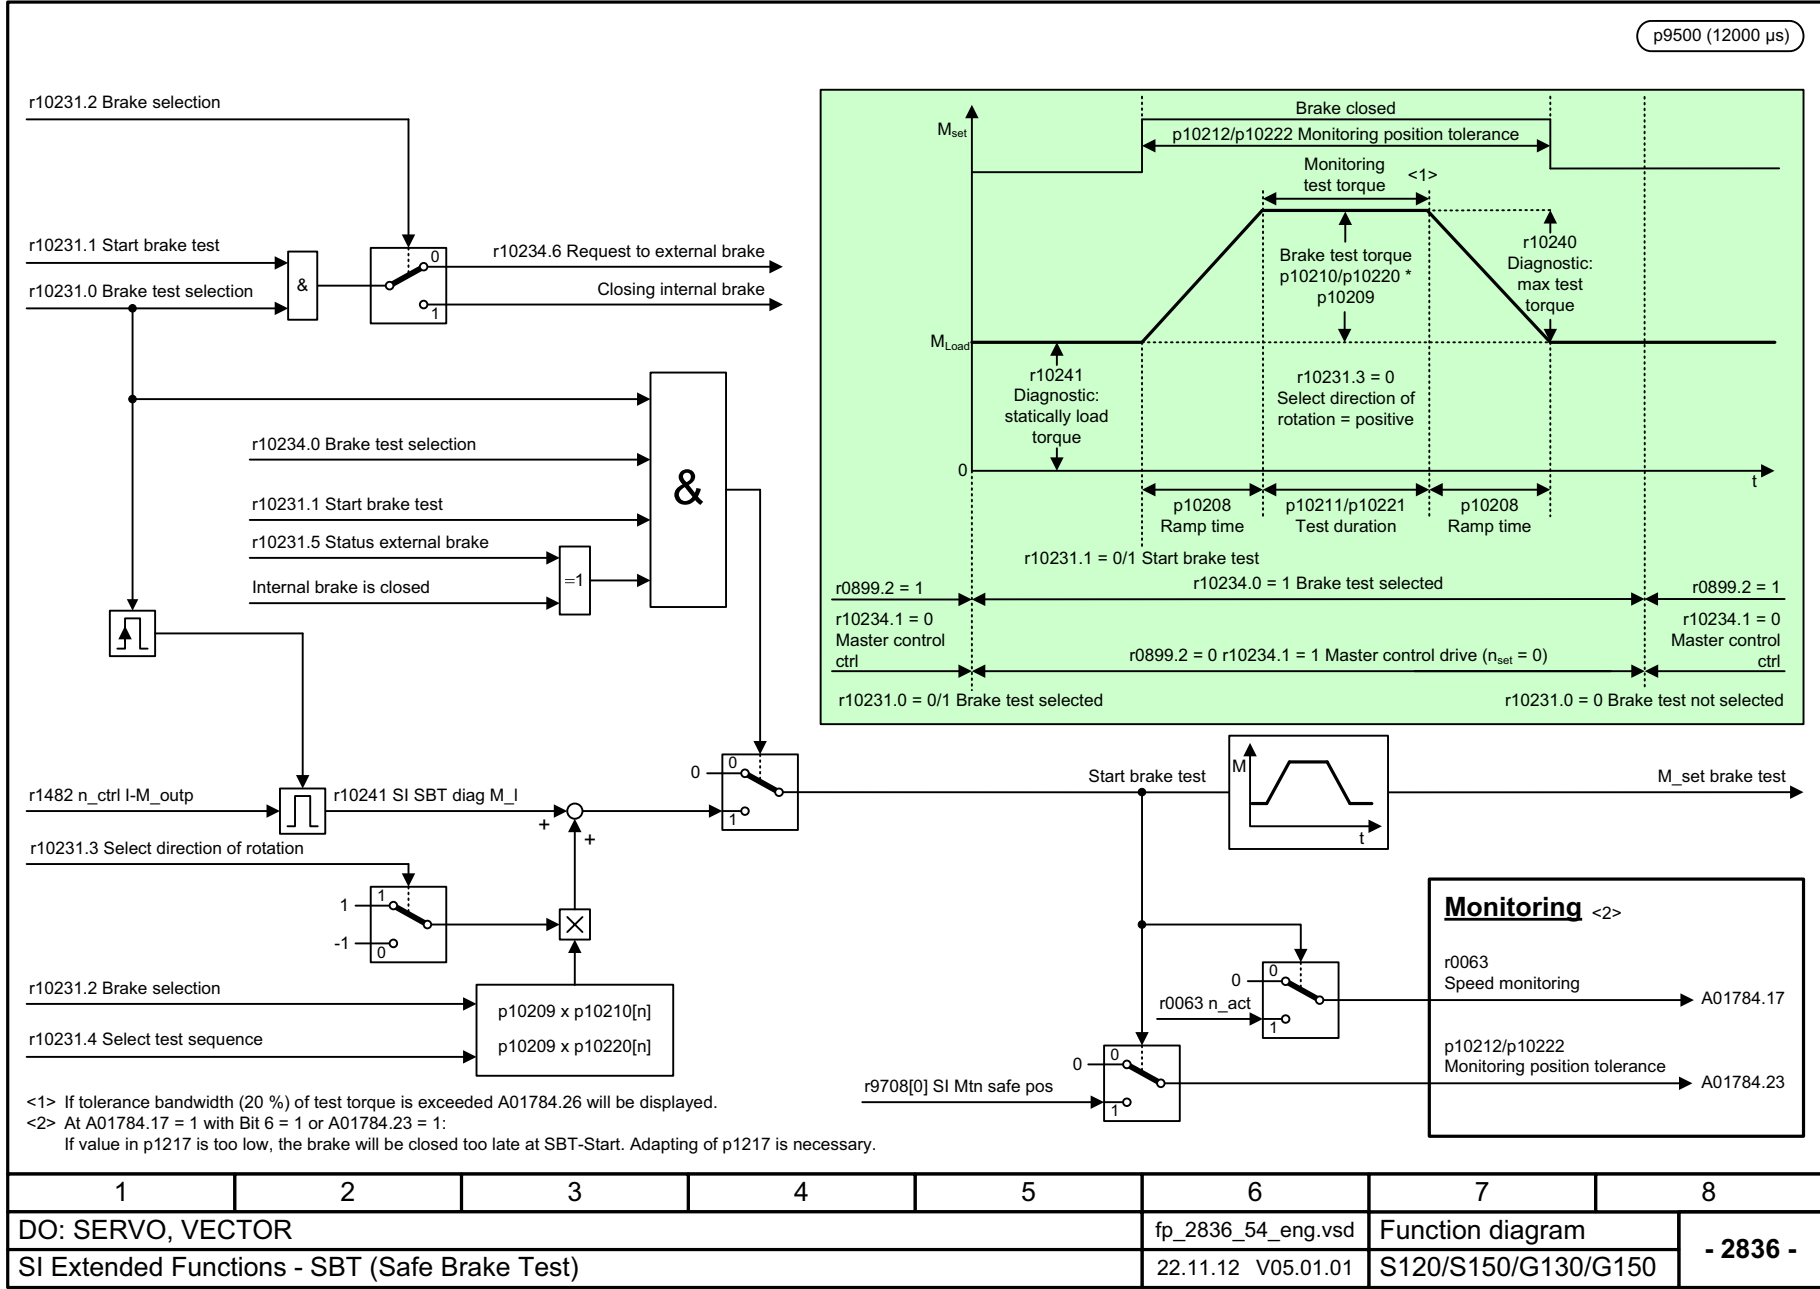 p9500 (12000 µs)
r10231.2 Brake selection
r10231.1 Start brake test
r10231.0 Brake test selection
&
0
1
r10234.6 Request to external brake
Closing internal brake
r10234.0 Brake test selection
r10231.1 Start brake test
r10231.5 Status external brake
Internal brake is closed
=1
&
Mset
Brake closed
p10212/p10222 Monitoring position tolerance
Monitoring
test torque
<1>
Brake test torque
p10210/p10220 *
p10209
r10240
Diagnostic:
max test
torque
MLoad
r10241
Diagnostic:
statically load
torque
r10231.3 = 0
Select direction of
rotation = positive
0
t
p10208
Ramp time
p10211/p10221
Test duration
p10208
Ramp time
r10231.1 = 0/1 Start brake test
r0899.2 = 1
r10234.0 = 1 Brake test selected
r0899.2 = 1
r10234.1 = 0
Master control
ctrl
r0899.2 = 0 r10234.1 = 1 Master control drive (nset = 0)
r10234.1 = 0
Master control
ctrl
r10231.0 = 0/1 Brake test selected
r10231.0 = 0 Brake test not selected
r1482 n_ctrl I-M_outp
r10241 SI SBT diag M_l
+
+
0
0
1
Start brake test
M
t
M_set brake test
r10231.3 Select direction of rotation
1
1
-1
0
r10231.2 Brake selection
r10231.4 Select test sequence
p10209 x p10210[n]
p10209 x p10220[n]
0
0
r0063 n_act
1
0
0
r9708[0] SI Mtn safe pos
1
Monitoring <2>
r0063
Speed monitoring
A01784.17
p10212/p10222
Monitoring position tolerance
A01784.23
<1> If tolerance bandwidth (20 %) of test torque is exceeded A01784.26 will be displayed.
<2> At A01784.17 = 1 with Bit 6 = 1 or A01784.23 = 1:
If value in p1217 is too low, the brake will be closed too late at SBT-Start. Adapting of p1217 is necessary.
1 2 3 4 5 6 7 8
DO: SERVO, VECTOR
fp_2836_54_eng.vsd
Function diagram
- 2836 -
SI Extended Functions - SBT (Safe Brake Test)
22.11.12 V05.01.01
S120/S150/G130/G150